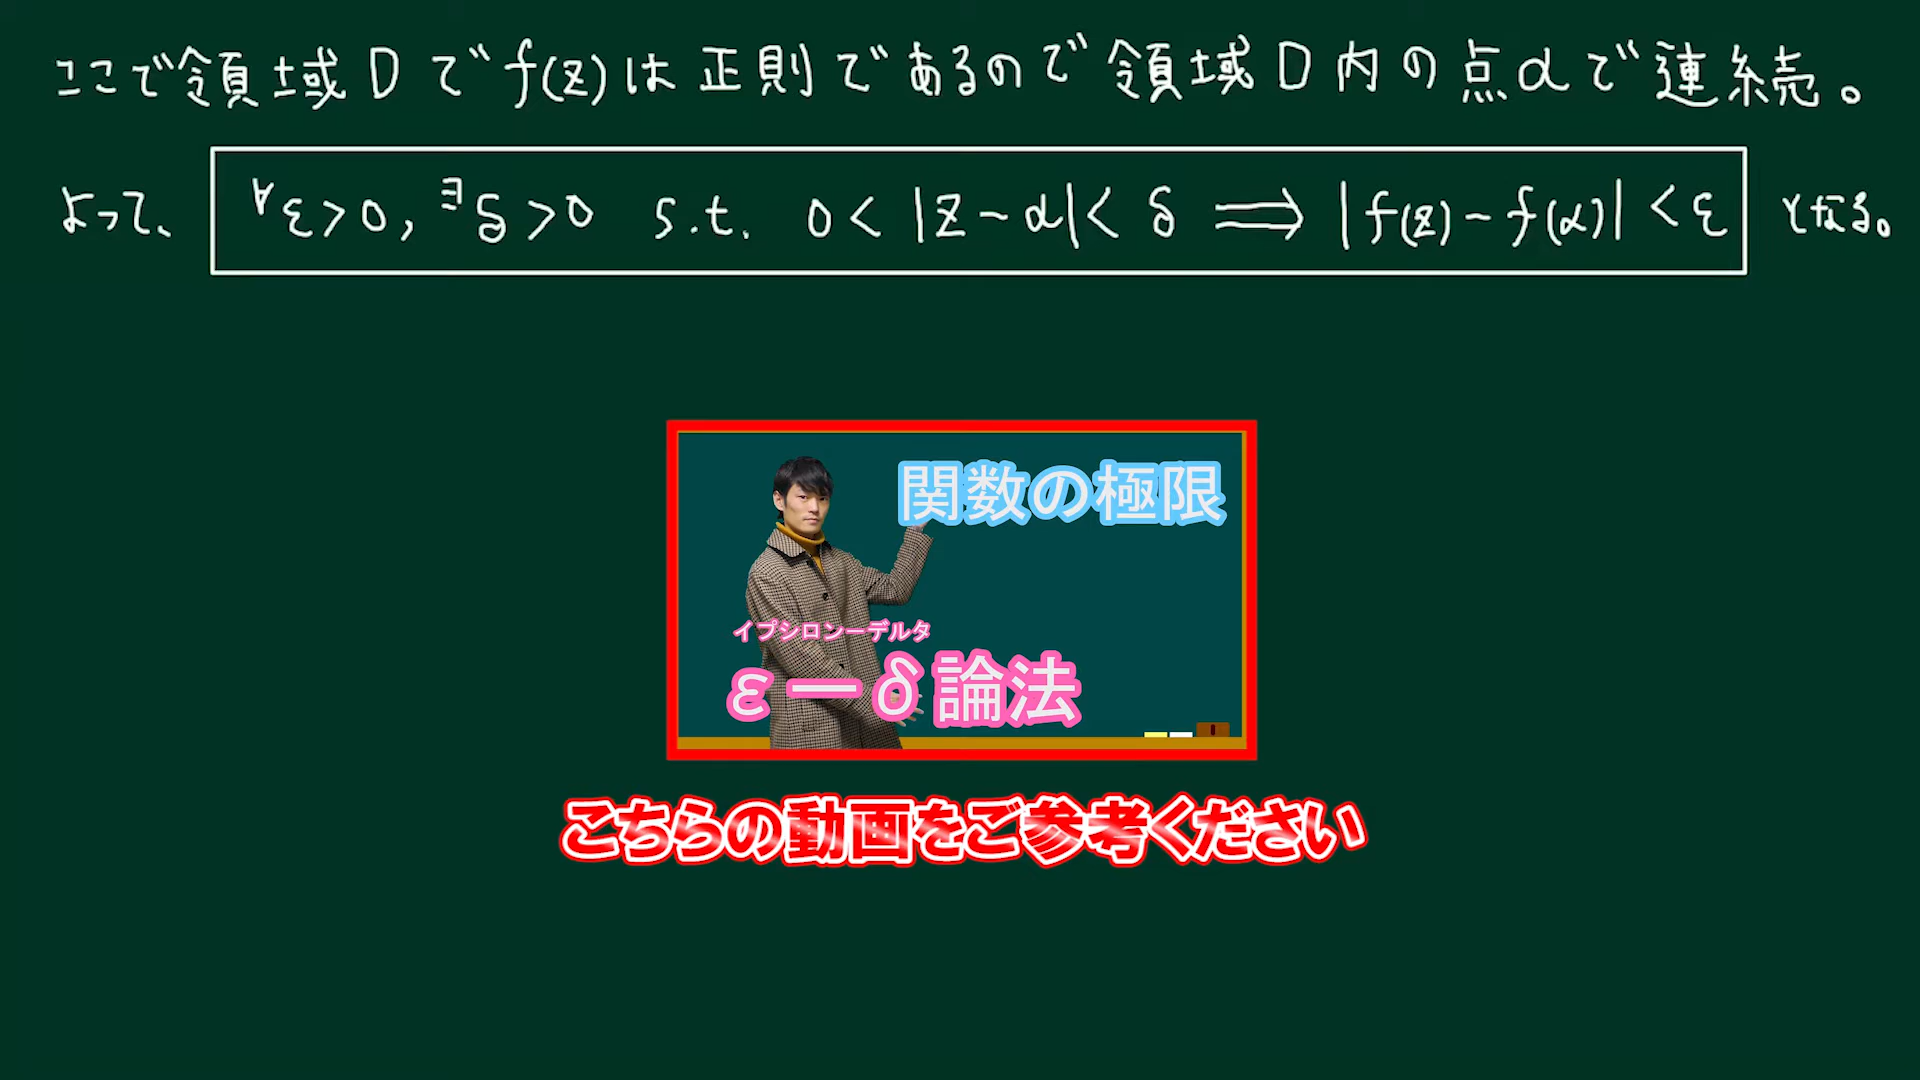 ここで領域Dでf(z)は正則であるので領域D内の点αで連続。
よって、 ∀ε>0, ∃δ>0 s.t. 0<|z-α|<δ ⟹ |f(z)-f(α)|<ε となる。
関数の極限
イプシロンーデルタ
εーδ論法
こちらの動画をご参考ください